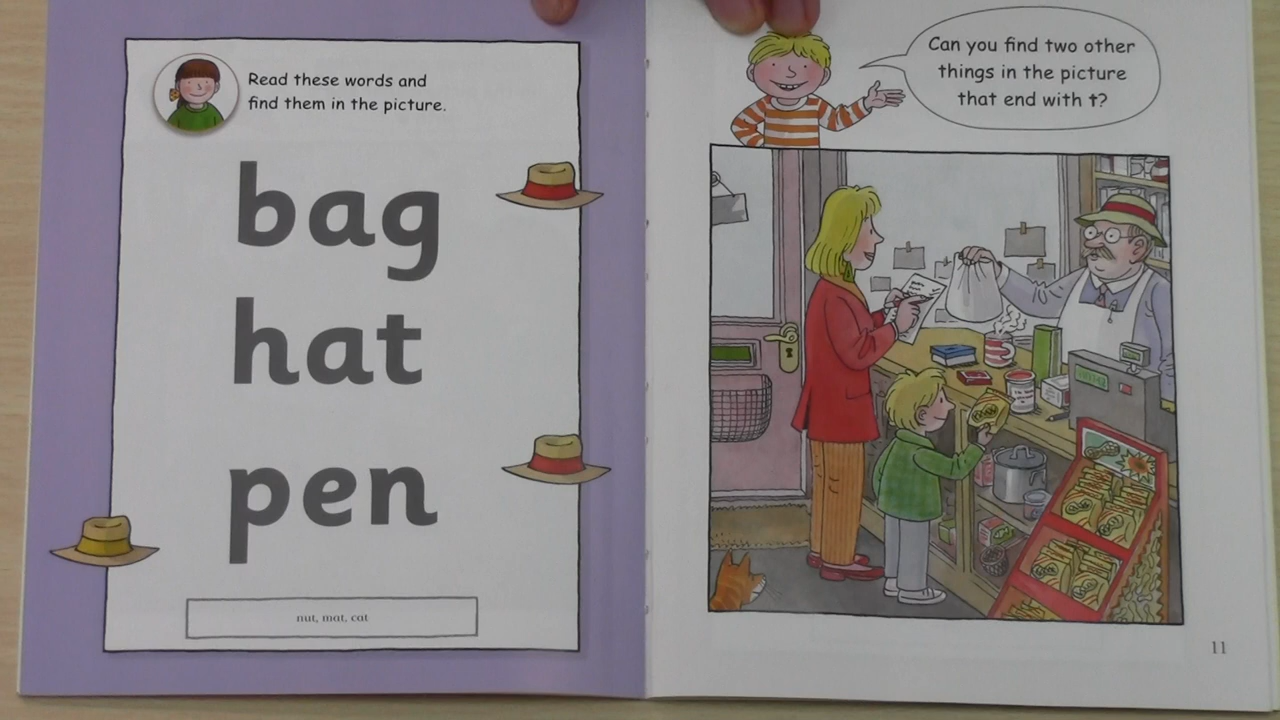 Read these words and
find them in the picture.
bag
hat
pen
nut, mat, cat
Can you find two other
things in the picture
that end with t?
11